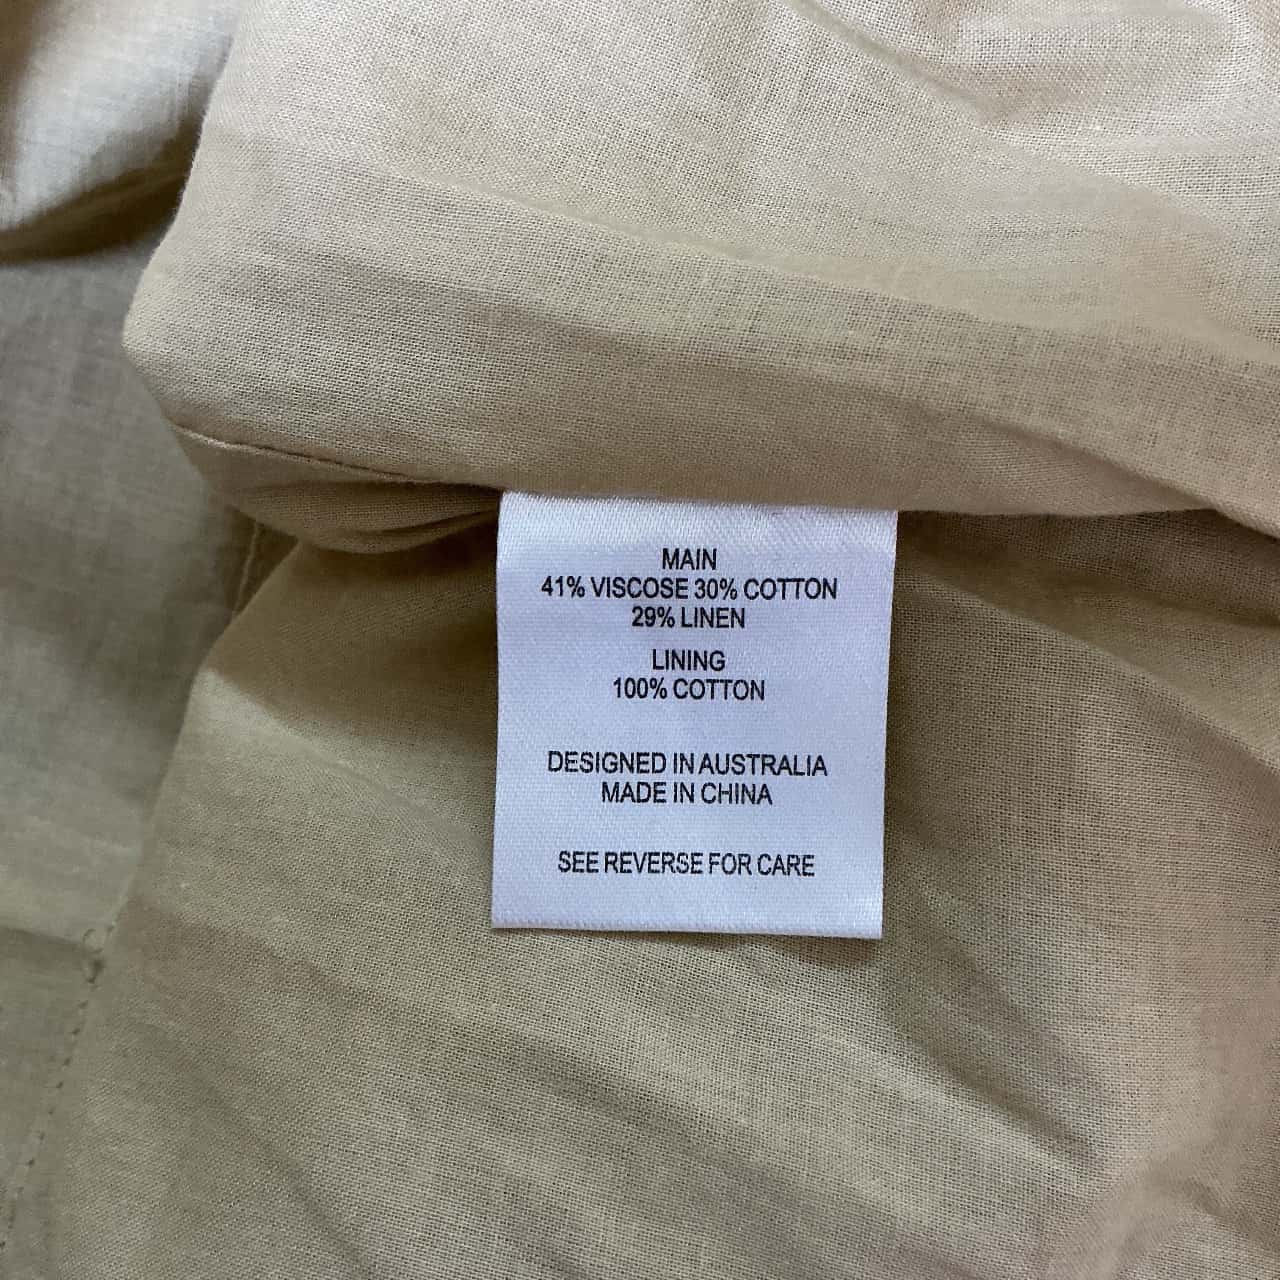 MAIN
41% VISCOSE 30% COTTON
29% LINEN
LINING
100% COTTON
DESIGNED IN AUSTRALIA
MADE IN CHINA
SEE REVERSE FOR CARE